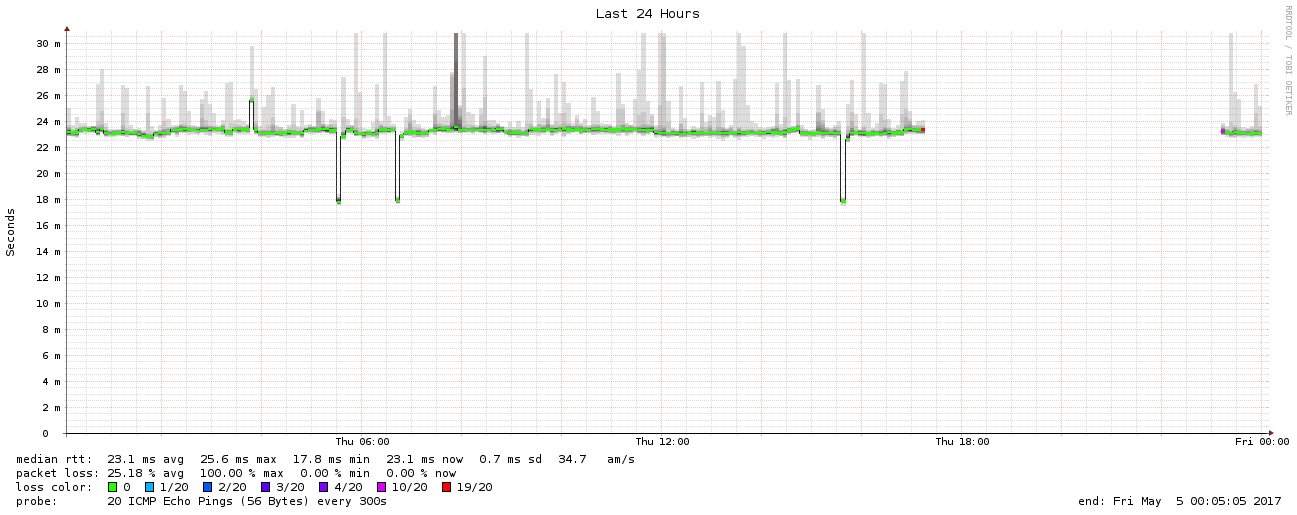 Last 24 Hours
RRDTOOL / TOBI OETIKER
Seconds
30 m
28 m
26 m
24 m
22 m
20 m
18 m
16 m
14 m
12 m
10 m
8 m
6 m
4 m
2 m
0
Thu 06:00 Thu 12:00 Thu 18:00 Fri 00:00
median rtt: 23.1 ms avg 25.6 ms max 17.8 ms min 23.1 ms now 0.7 ms sd 34.7 am/s
packet loss: 25.18 % avg 100.00 % max 0.00 % min 0.00 % now
loss color: 0 1/20 2/20 3/20 4/20 10/20 19/20
probe: 20 ICMP Echo Pings (56 Bytes) every 300s end: Fri May 5 00:05:05 2017